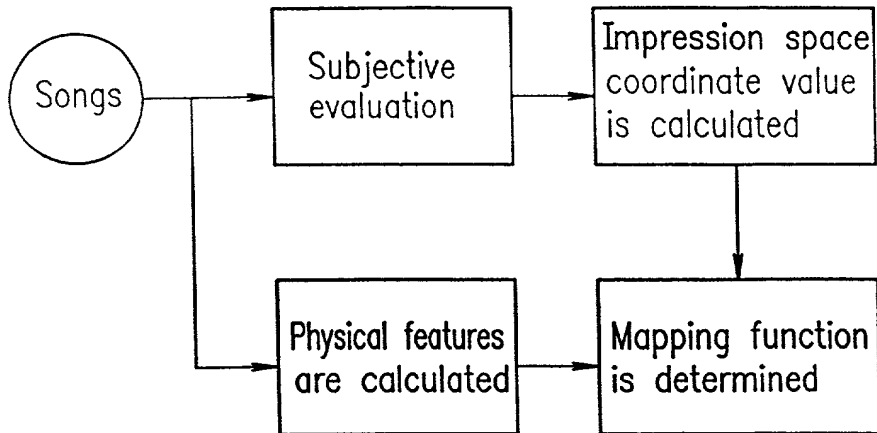 Songs
Subjective
evaluation
Impression space
coordinate value
is calculated
Physical features
are calculated
Mapping function
is determined